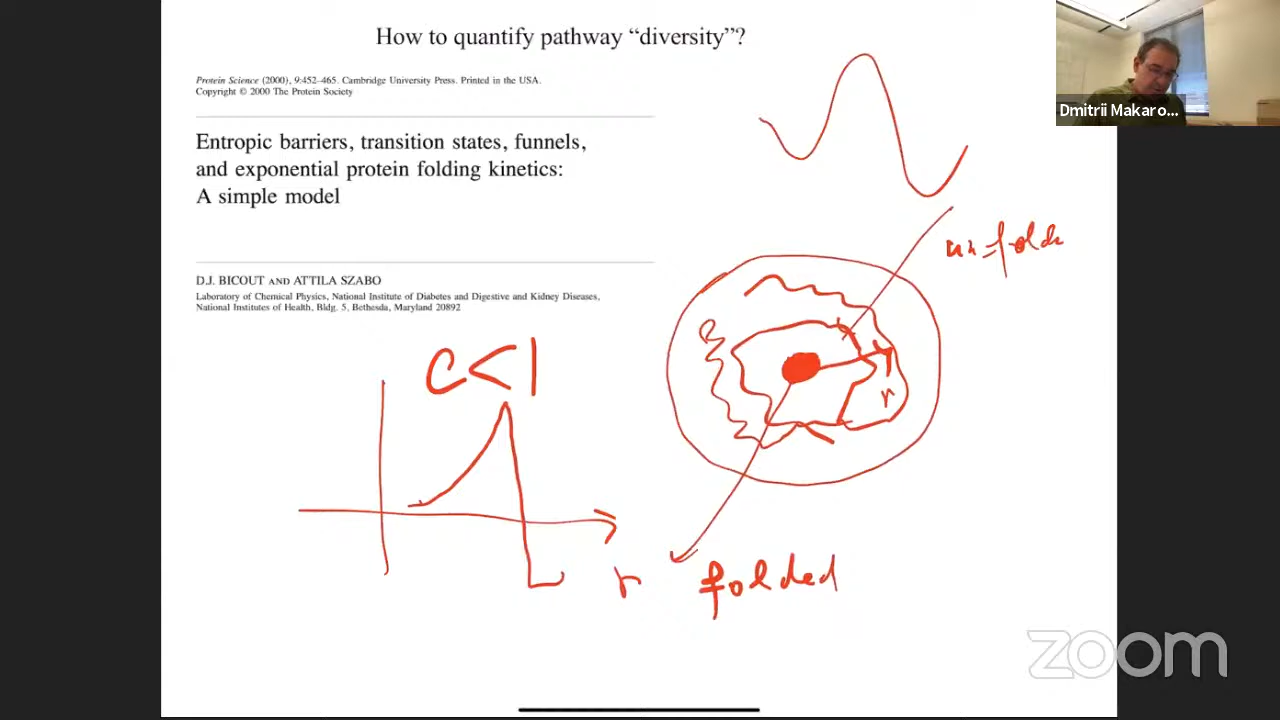 How to quantify pathway “diversity”?
Protein Science (2000), 9:452–465. Cambridge University Press. Printed in the USA.
Copyright © 2000 The Protein Society
Entropic barriers, transition states, funnels,
and exponential protein folding kinetics:
A simple model
D.J. BICOUT AND ATTILA SZABO
Laboratory of Chemical Physics, National Institute of Diabetes and Digestive and Kidney Diseases,
National Institutes of Health, Bldg. 5, Bethesda, Maryland 20892
Dmitrii Makaro...
C<1
r
r
folded
zoom